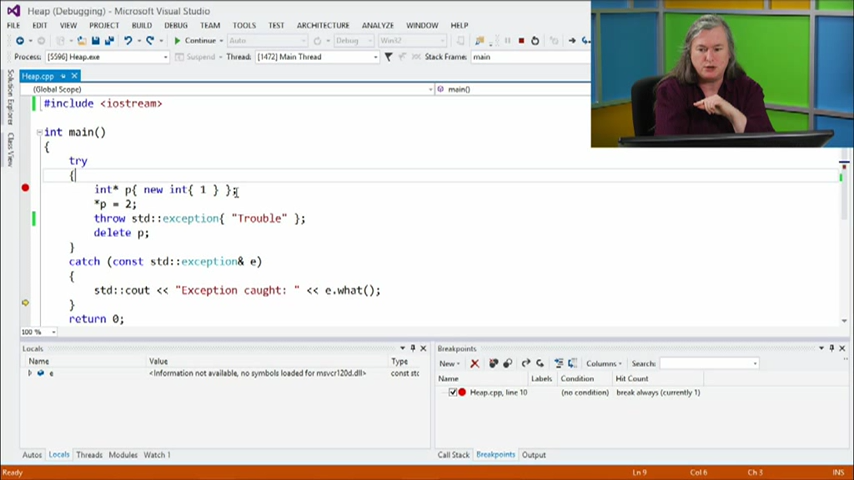 Heap (Debugging) - Microsoft Visual Studio
FILE EDIT VIEW PROJECT BUILD DEBUG TEAM TOOLS TEST ARCHITECTURE ANALYZE WINDOW HELP
Continue Auto Debug Win32
Process: [5596] Heap.exe Suspend Thread: [1472] Main Thread Stack Frame: main
Heap.cpp
(Global Scope) main()
Solution Explorer
Class View
#include <iostream>
int main()
{
try
{
int* p{ new int{ 1 } };
*p = 2;
throw std::exception{ "Trouble" };
delete p;
}
catch (const std::exception& e)
{
std::cout << "Exception caught: " << e.what();
}
return 0;
100 %
Locals Breakpoints
New Columns Search:
Name Value Type
Name Labels Condition Hit Count
e <Information not available, no symbols loaded for msvcr120d.dll> const stc
Heap.cpp, line 10 (no condition) break always (currently 1)
Autos Locals Threads Modules Watch 1
Call Stack Breakpoints Output
Ready Ln 9 Col 6 Ch 3 INS